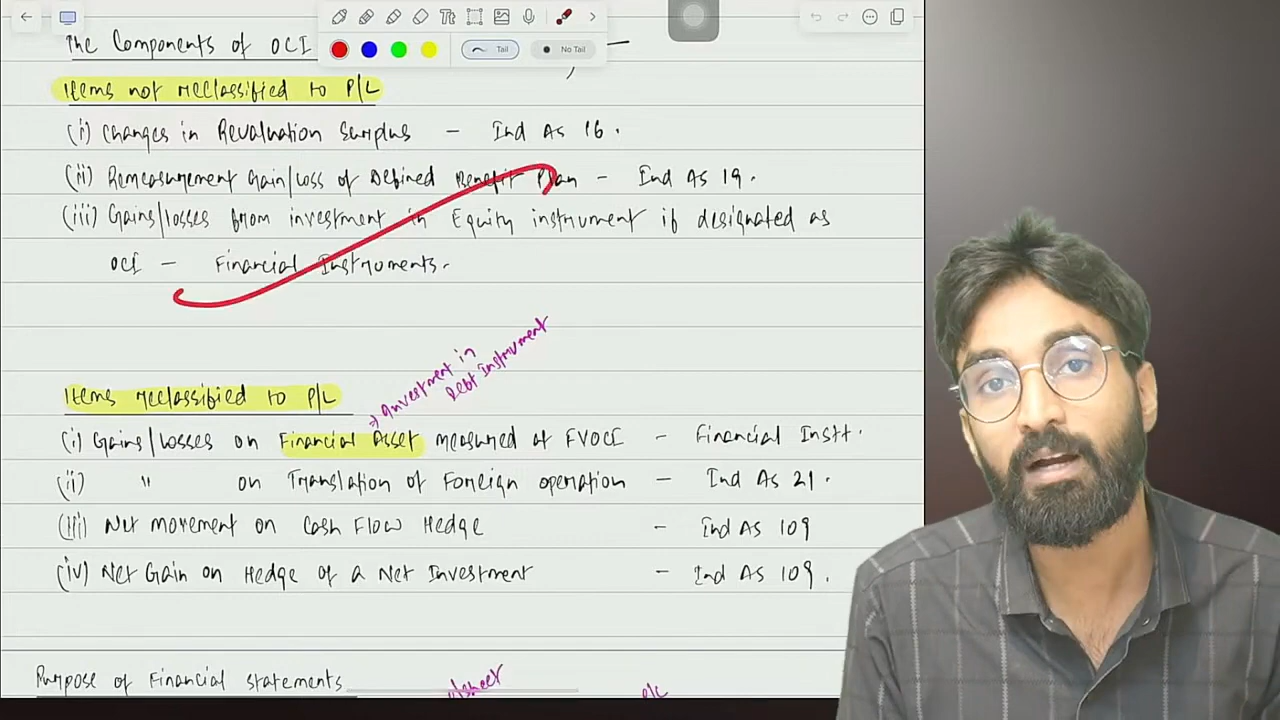 The Components of OCI
Tail
No Tail
Items not reclassified to P/L
(i) Changes in Revaluation Surplus - Ind As 16.
(ii) Remeasurement Gain/Loss of Defined Benefit Plan - Ind As 19.
(iii) Gains/losses from investment in Equity instrument if designated as
OCI - Financial Instruments.
Investment in
Debt Instrument
Items reclassified to P/L
(i) Gains/Losses on Financial Asset measured at FVOCI - Financial Instt.
(ii) " on Translation of Foreign operation - Ind As 21.
(iii) Net movement on Cash Flow Hedge - Ind As 109
(iv) Net Gain on Hedge of a Net Investment - Ind As 109.
Purpose of Financial statements